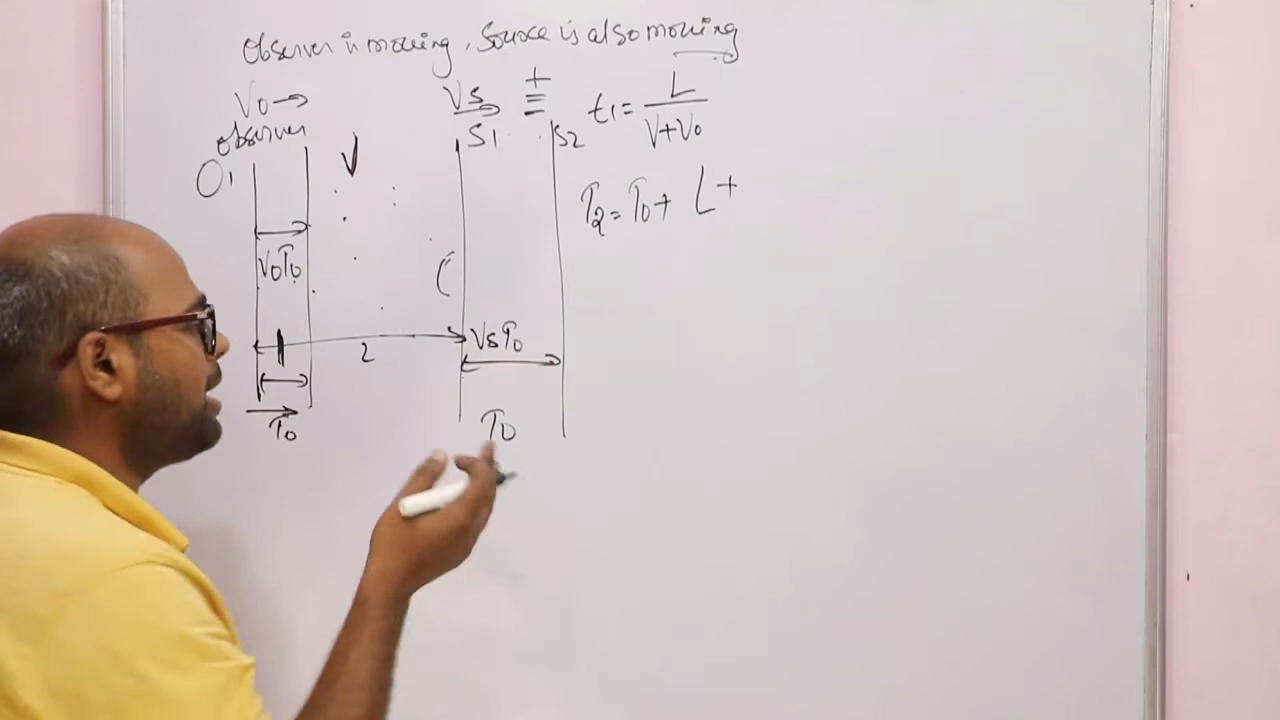 Observer is moving, Source is also moving
V0→
observer
O1
V
Vs
S1
S2
t1= L/V+V0
T2=T0+ L+
V0T0
VsT0
L
T0
T0